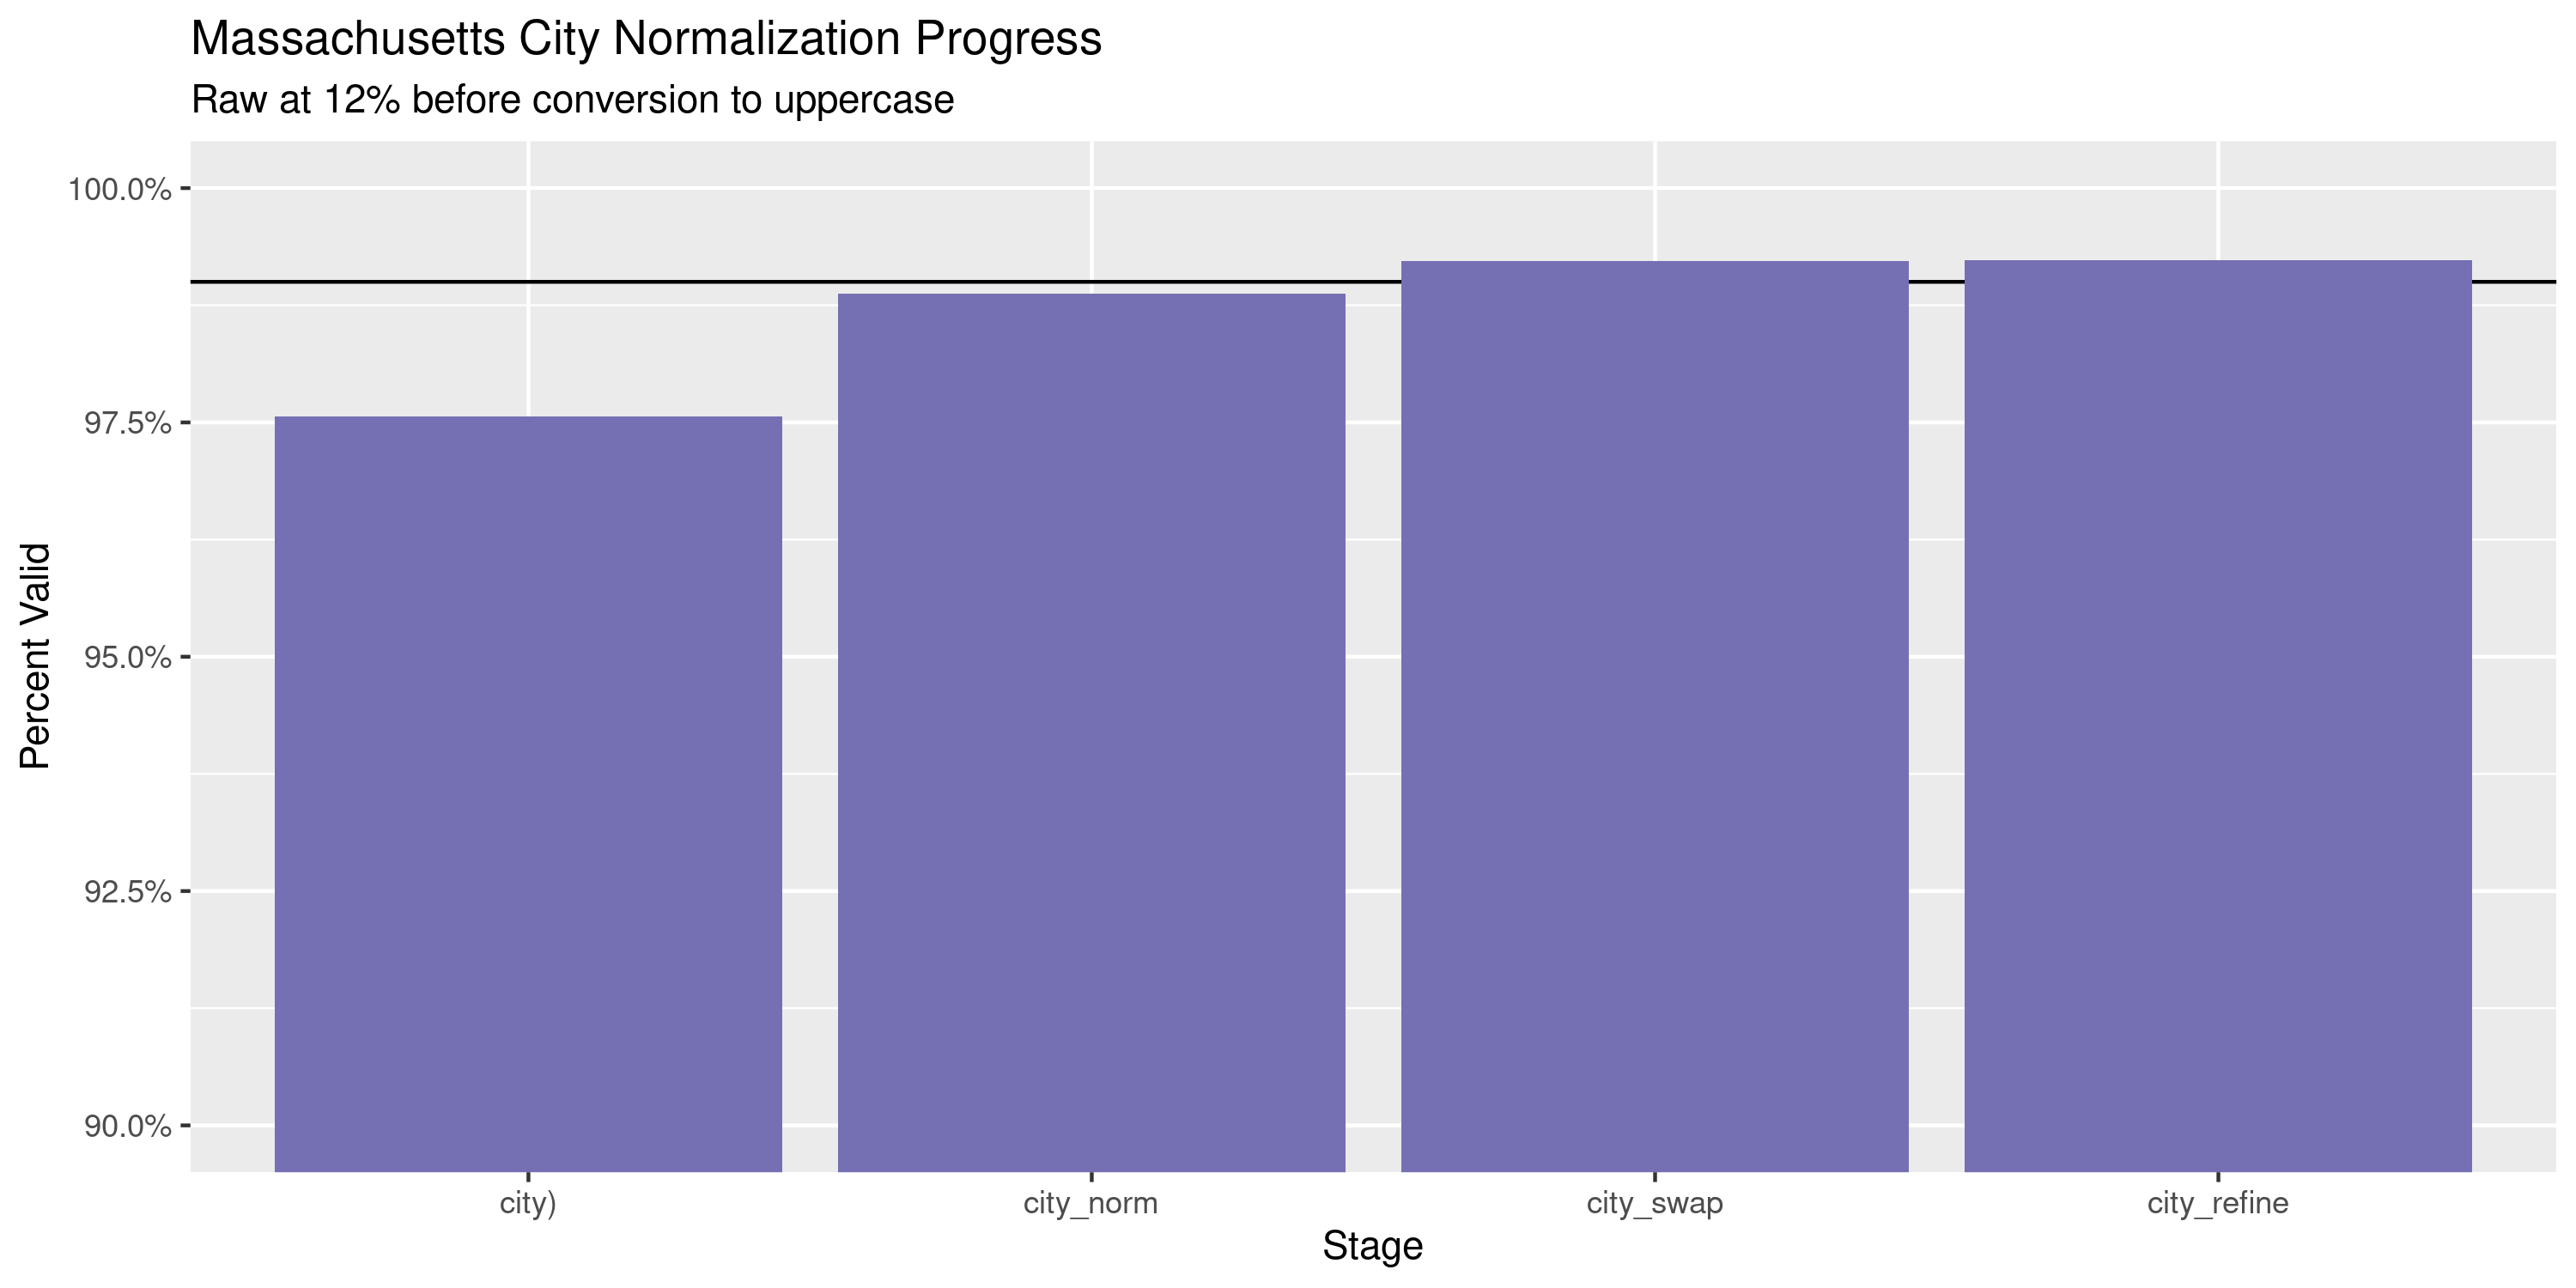 Massachusetts City Normalization Progress
Raw at 12% before conversion to uppercase
100.0%
97.5%
95.0%
92.5%
90.0%
Percent Valid
city)
city_norm
city_swap
city_refine
Stage